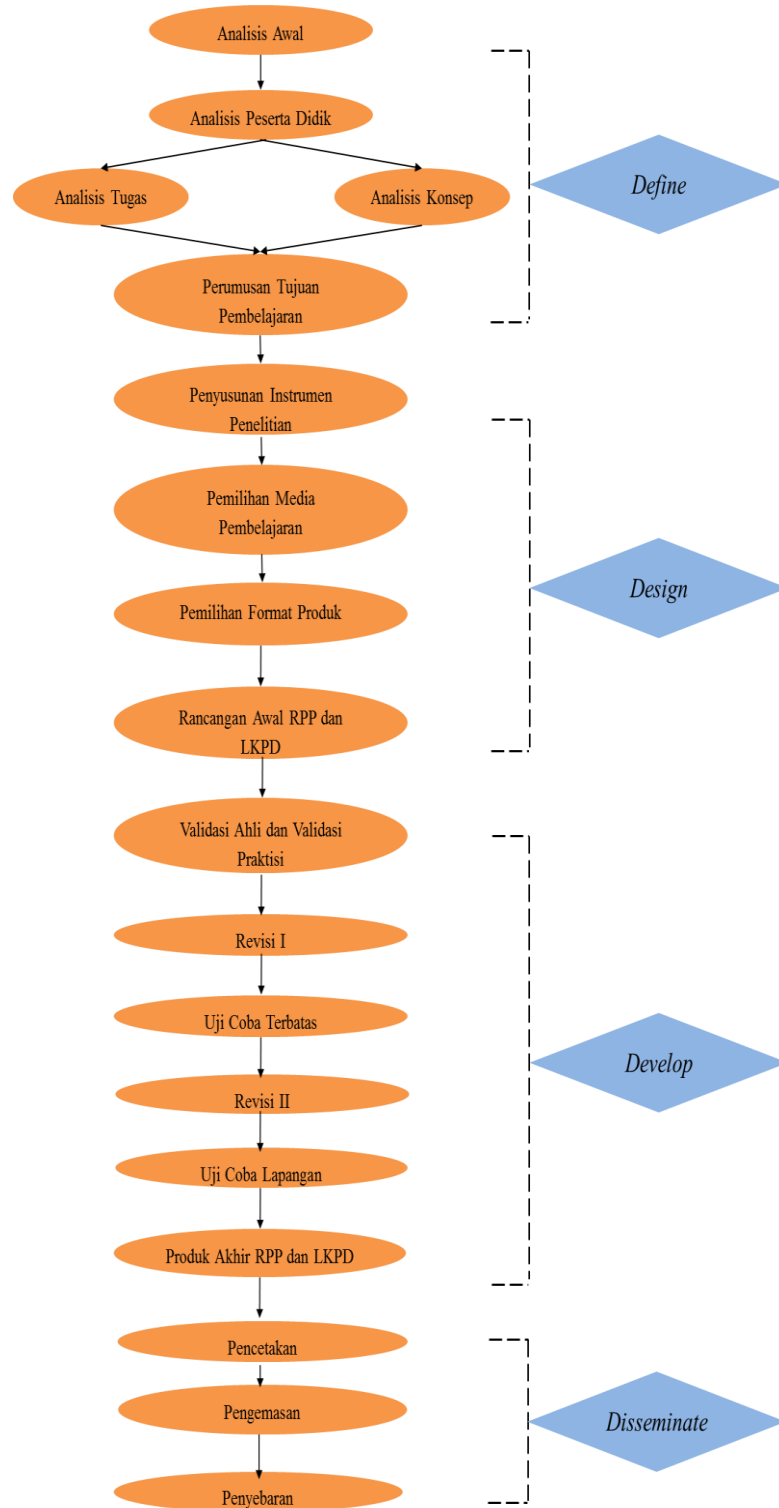 Analisis Awal
Analisis Peserta Didik
Analisis Tugas
Analisis Konsep
Define
Perumusan Tujuan
Pembelajaran
Penyusunan Instrumen
Penelitian
Pemilihan Media
Pembelajaran
Design
Pemilihan Format Produk
Rancangan Awal RPP dan
LKPD
Validasi Ahli dan Validasi
Praktisi
Revisi I
Uji Coba Terbatas
Develop
Revisi II
Uji Coba Lapangan
Produk Akhir RPP dan LKPD
Pencetakan
Pengemasan
Disseminate
Penyebaran